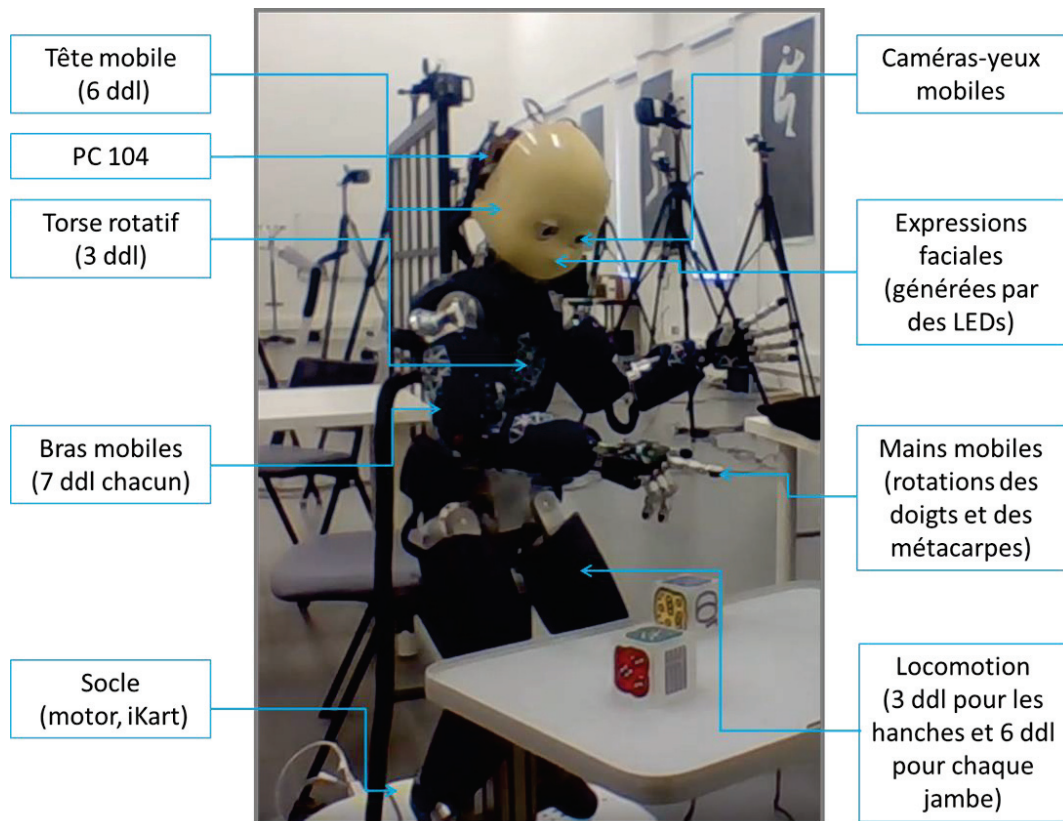 Tête mobile
(6 ddl)
PC 104
Torse rotatif
(3 ddl)
Bras mobiles
(7 ddl chacun)
Socle
(motor, iKart)
Caméras-yeux
mobiles
Expressions
faciales
(générées par
des LEDs)
Mains mobiles
(rotations des
doigts et des
métacarpes)
Locomotion
(3 ddl pour les
hanches et 6 ddl
pour chaque
jambe)